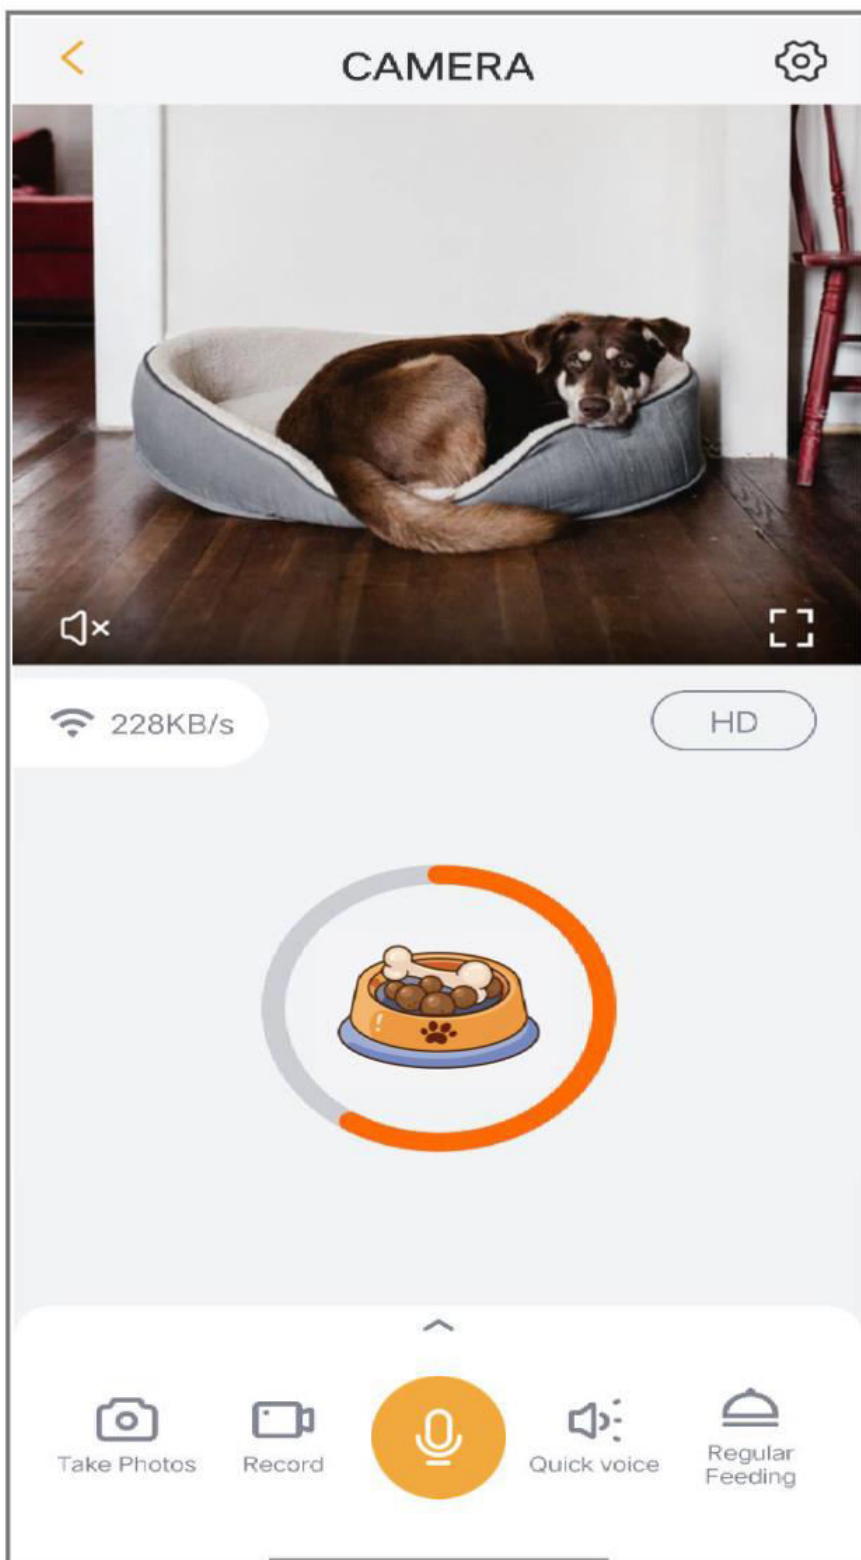 CAMERA
228KB/s
HD
Take Photos
Record
Quick voice
Regular
Feeding